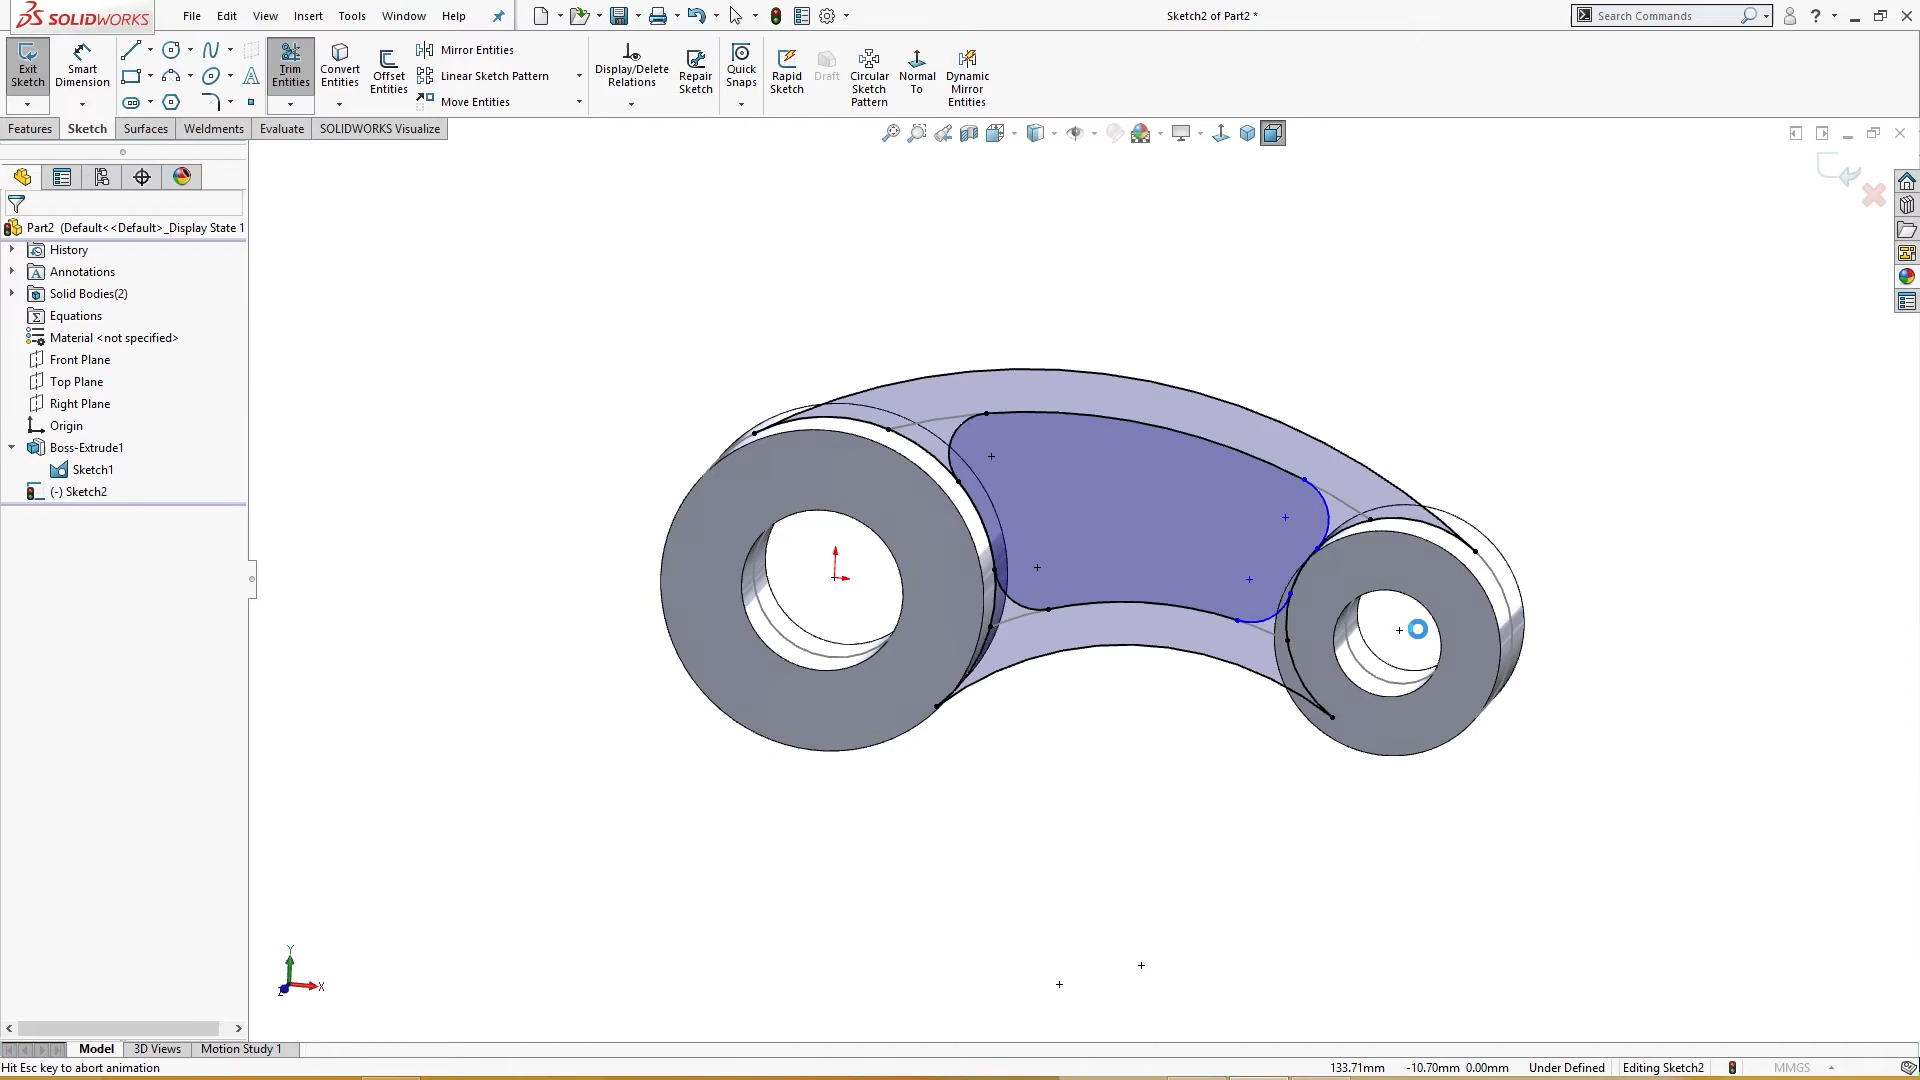 SOLIDWORKS
File Edit View Insert Tools Window Help
Sketch2 of Part2 *
Search Commands
Exit Sketch
Smart Dimension
Trim Entities
Convert Entities
Offset Entities
Mirror Entities
Linear Sketch Pattern
Move Entities
Display/Delete Relations
Repair Sketch
Quick Snaps
Rapid Sketch
Draft
Circular Sketch Pattern
Normal To
Dynamic Mirror Entities
Features Sketch Surfaces Weldments Evaluate SOLIDWORKS Visualize
Part2 (Default<<Default>_Display State 1
History
Annotations
Solid Bodies(2)
Equations
Material <not specified>
Front Plane
Top Plane
Right Plane
Origin
Boss-Extrude1
Sketch1
(-) Sketch2
Y
X
Z
Model 3D Views Motion Study 1
Hit Esc key to abort animation
133.71mm -10.70mm 0.00mm Under Defined Editing Sketch2 MMGS